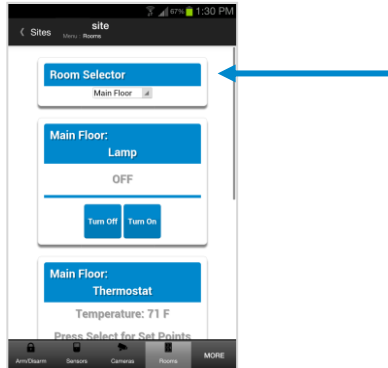 67% 1:30 PM
Sites
site
Menu : Rooms
Room Selector
Main Floor
Main Floor:
Lamp
OFF
Turn Off Turn On
Main Floor:
Thermostat
Temperature: 71 F
Press Select for Set Points
Arm/Disarm Sensors Cameras Rooms MORE